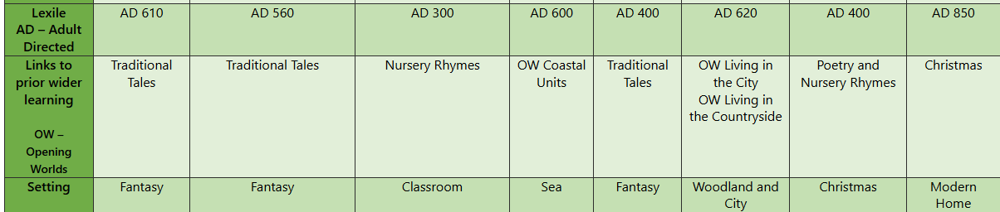 Lexile
AD – Adult
Directed
AD 610
AD 560
AD 300
AD 600
AD 400
AD 620
AD 400
AD 850
Links to
prior wider
learning
OW –
Opening
Worlds
Traditional
Tales
Traditional Tales
Nursery Rhymes
OW Coastal
Units
Traditional
Tales
OW Living in
the City
OW Living in
the Countryside
Poetry and
Nursery Rhymes
Christmas
Setting
Fantasy
Fantasy
Classroom
Sea
Fantasy
Woodland and
City
Christmas
Modern
Home